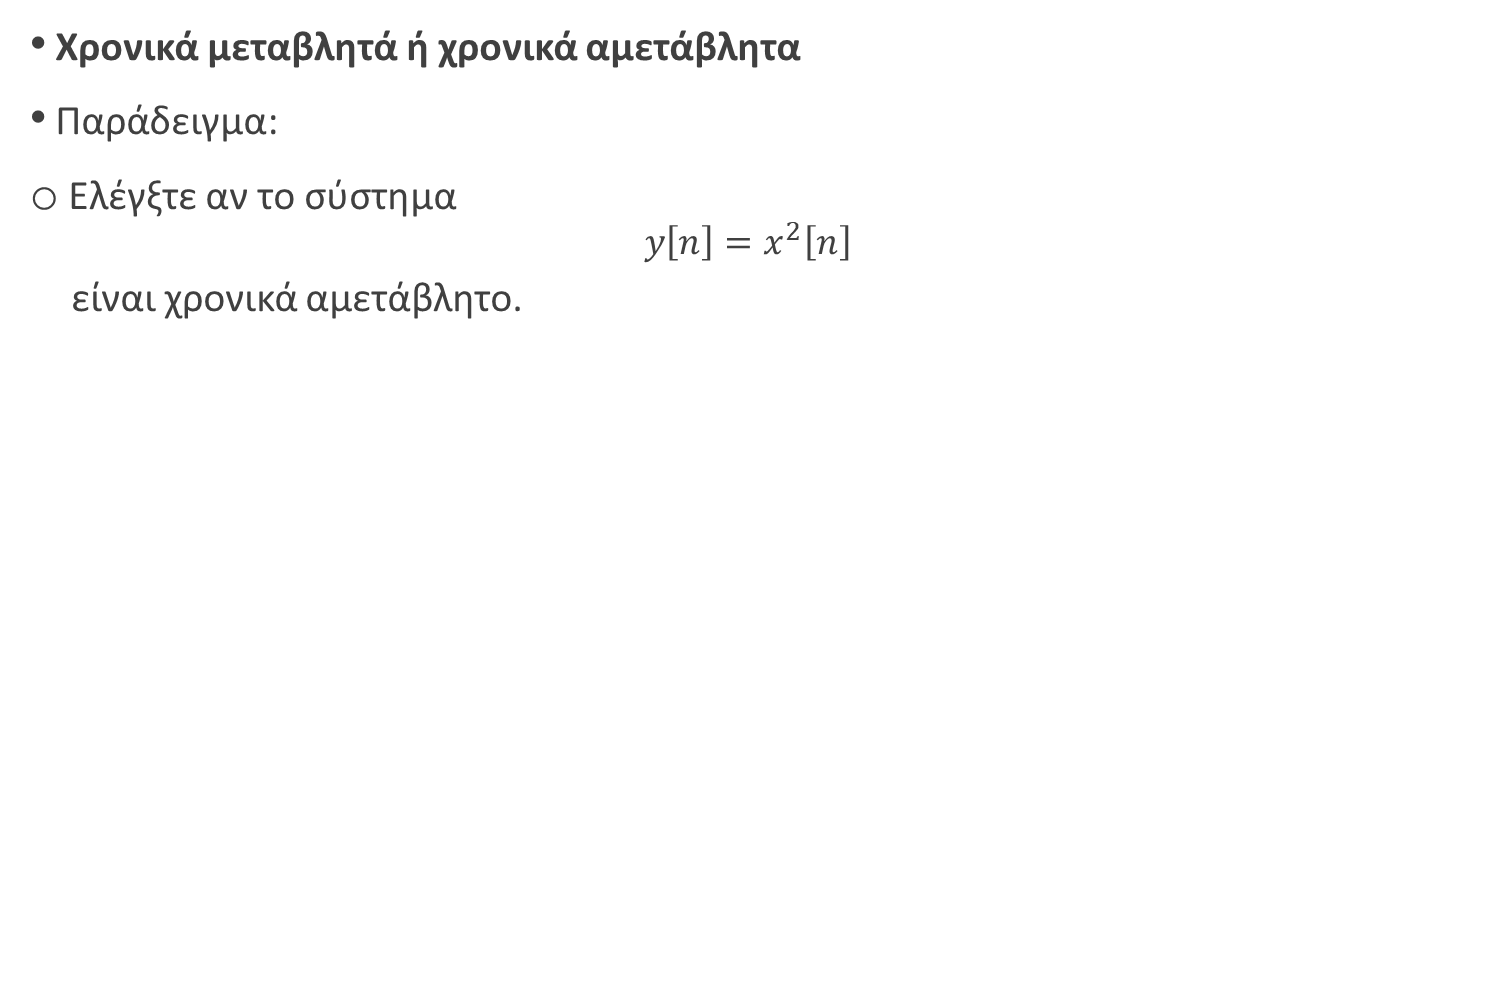 • Χρονικά μεταβλητά ή χρονικά αμετάβλητα
• Παράδειγμα:
○ Ελέγξτε αν το σύστημα
y[n] = x²[n]
είναι χρονικά αμετάβλητο.